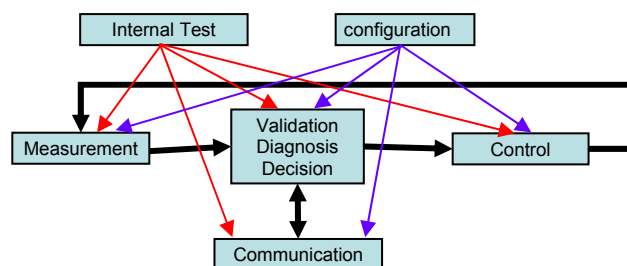 Internal Test
configuration
Measurement
Validation
Diagnosis
Decision
Control
Communication